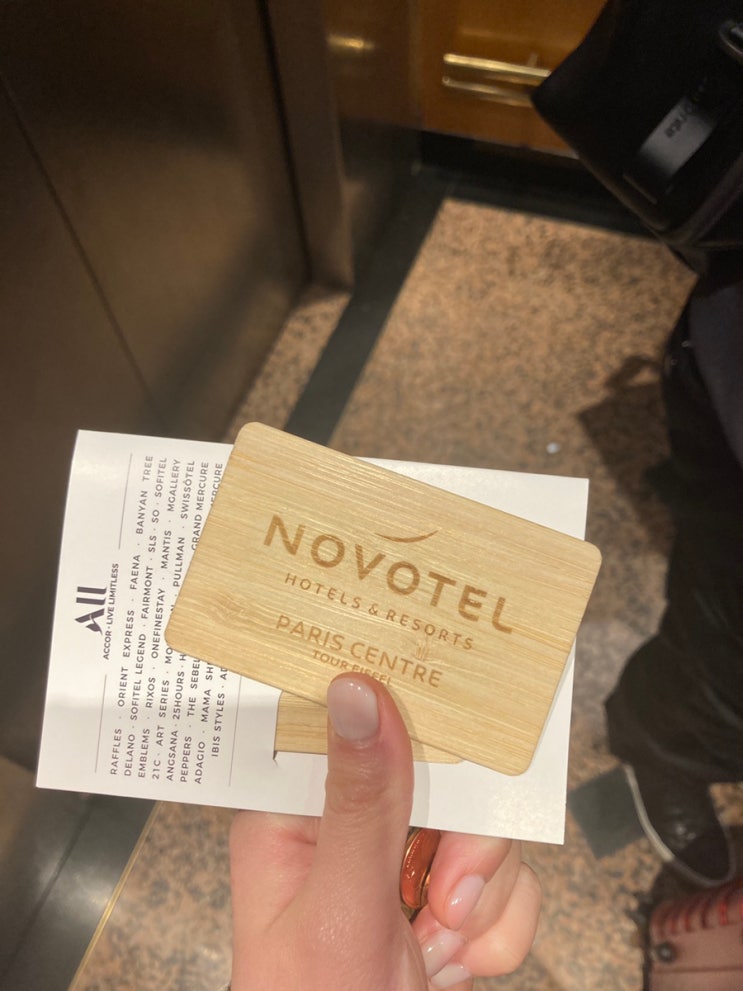 ALL
ACCOR · LIVE LIMITLESS
RAFFLES · ORIENT EXPRESS · FAENA · BANYAN TREE
DELANO · SOFITEL LEGEND · FAIRMONT · SLS · SO · SOFITEL
EMBLEMS · RIXOS · ONEFINESTAY · MANTIS · MGALLERY
21C · ART SERIES · PULLMAN · SWISSÔTEL
ANGSANA · 25HOURS · GRAND MERCURE
PEPPERS · THE SEBEL
ADAGIO · MAMA
IBIS STYLES ·
NOVOTEL
HOTELS & RESORTS
PARIS CENTRE
TOUR EIFFEL